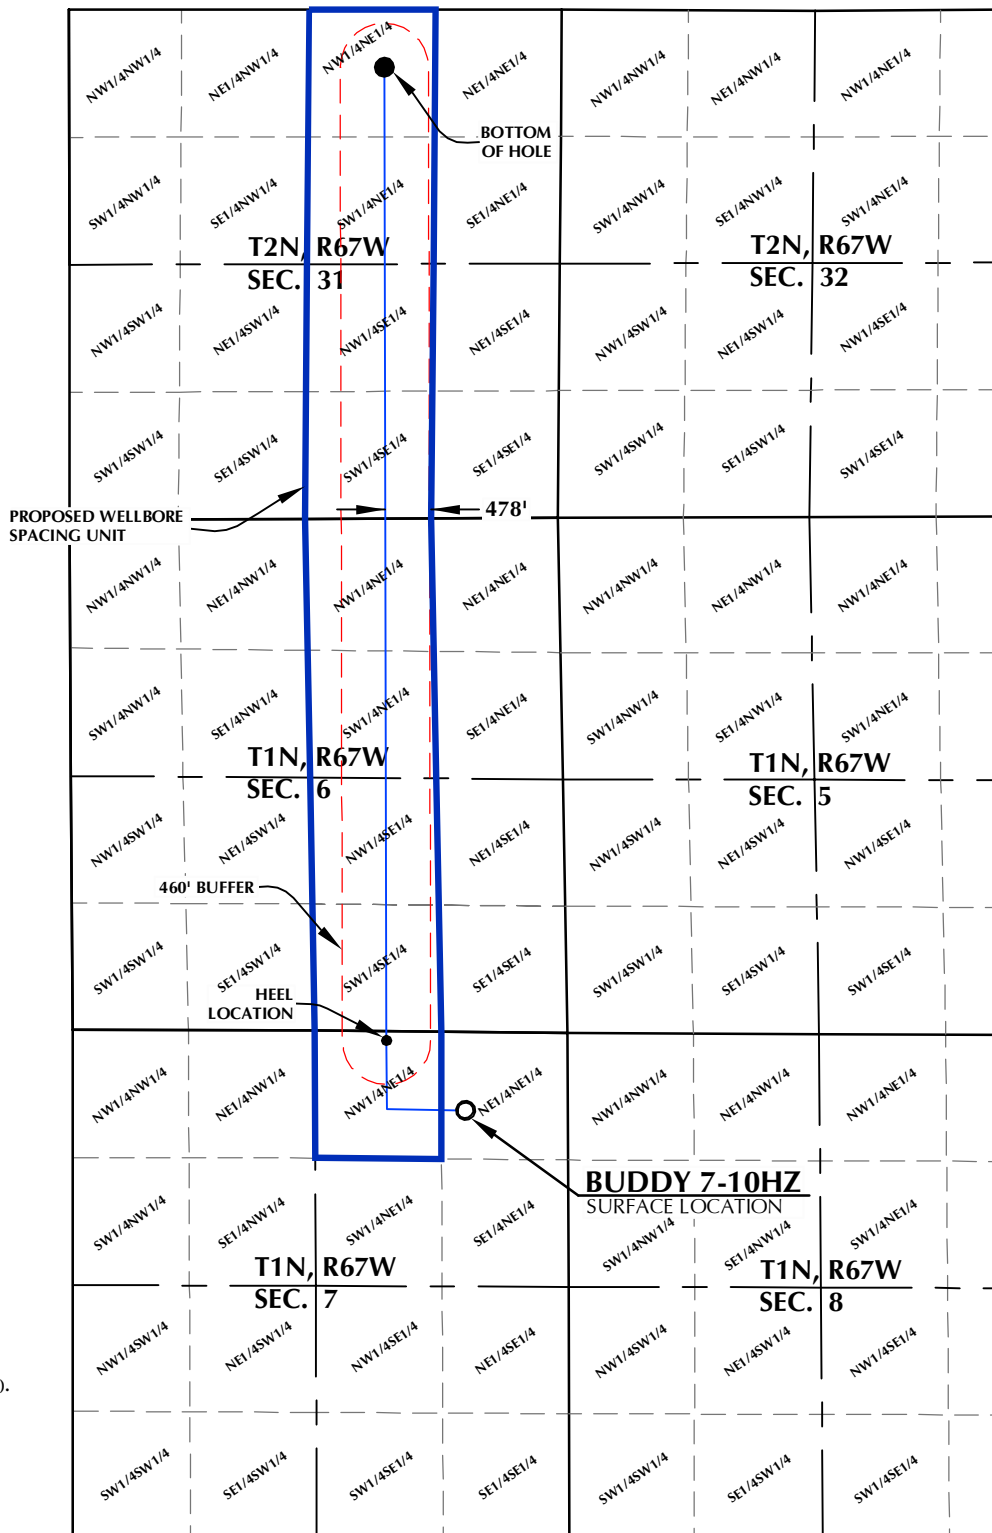 NW1/4NW1/4 NE1/4NW1/4 NW1/4NE1/4 NE1/4NE1/4 NW1/4NW1/4 NE1/4NW1/4 NW1/4NE1/4
BOTTOM
OF HOLE
SW1/4NW1/4 SE1/4NW1/4 SW1/4NE1/4 SE1/4NE1/4 SW1/4NW1/4 SE1/4NW1/4 SW1/4NE1/4
T2N, R67W T2N, R67W
SEC. 31 SEC. 32
NW1/4SW1/4 NE1/4SW1/4 NW1/4SE1/4 NE1/4SE1/4 NW1/4SW1/4 NE1/4SW1/4 NW1/4SE1/4
SW1/4SW1/4 SE1/4SW1/4 SW1/4SE1/4 SE1/4SE1/4 SW1/4SW1/4 SE1/4SW1/4 SW1/4SE1/4
PROPOSED WELLBORE
SPACING UNIT
478'
NW1/4NW1/4 NE1/4NW1/4 NW1/4NE1/4 NE1/4NE1/4 NW1/4NW1/4 NE1/4NW1/4 NW1/4NE1/4
SW1/4NW1/4 SE1/4NW1/4 SW1/4NE1/4 SE1/4NE1/4 SW1/4NW1/4 SE1/4NW1/4 SW1/4NE1/4
T1N, R67W T1N, R67W
SEC. 6 SEC. 5
NW1/4SW1/4 NE1/4SW1/4 NW1/4SE1/4 NE1/4SE1/4 NW1/4SW1/4 NE1/4SW1/4 NW1/4SE1/4
460' BUFFER
SW1/4SW1/4 SE1/4SW1/4 SW1/4SE1/4 SE1/4SE1/4 SW1/4SW1/4 SE1/4SW1/4 SW1/4SE1/4
HEEL
LOCATION
NW1/4NW1/4 NE1/4NW1/4 NW1/4NE1/4 NE1/4NE1/4 NW1/4NW1/4 NE1/4NW1/4 NW1/4NE1/4
BUDDY 7-10HZ
SURFACE LOCATION
SW1/4NW1/4 SE1/4NW1/4 SW1/4NE1/4 SE1/4NE1/4 SW1/4NW1/4 SE1/4NW1/4 SW1/4NE1/4
T1N, R67W T1N, R67W
SEC. 7 SEC. 8
NW1/4SW1/4 NE1/4SW1/4 NW1/4SE1/4 NE1/4SE1/4 NW1/4SW1/4 NE1/4SW1/4 NW1/4SE1/4
).
SW1/4SW1/4 SE1/4SW1/4 SW1/4SE1/4 SE1/4SE1/4 SW1/4SW1/4 SE1/4SW1/4 SW1/4SE1/4